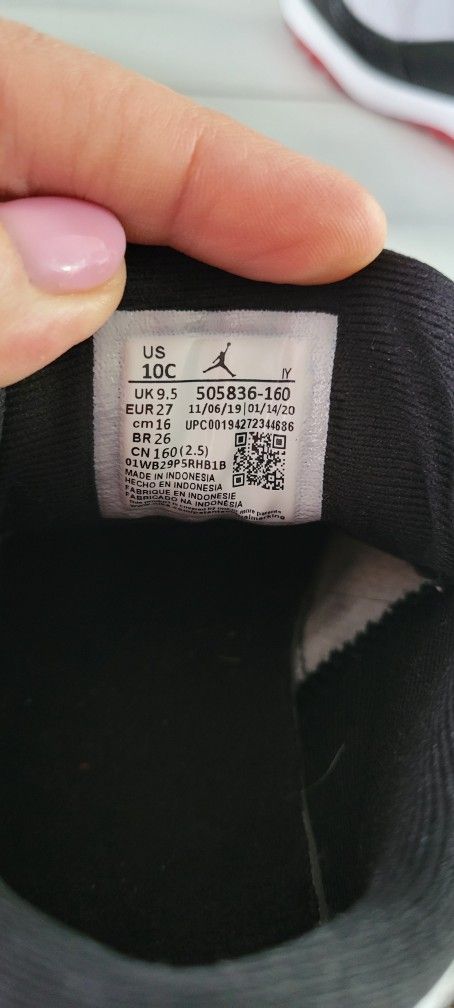 US
10C
IY
UK 9.5 505836-160
EUR 27 11/06/19 01/14/20
cm 16 UPC00194272344686
BR 26
CN 160 (2.5)
01WB29P5RHB1B
MADE IN INDONESIA
HECHO EN INDONESIA
FABRIQUE EN INDONESIE
FABRICADO NA INDONÉSIA